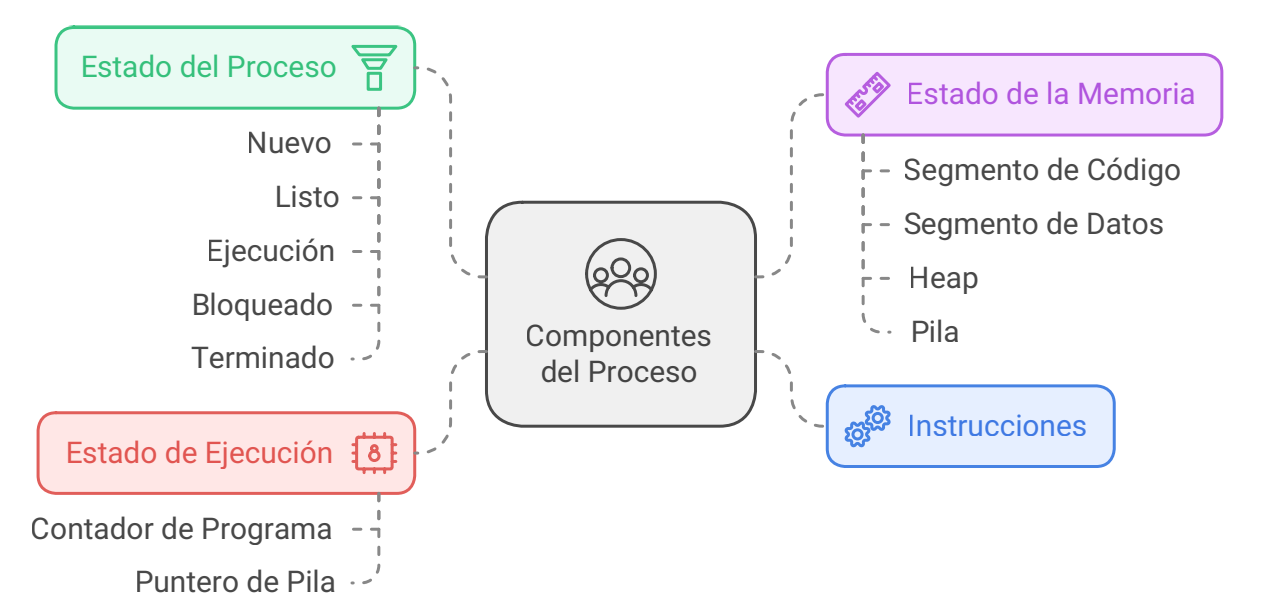 Estado del Proceso
Nuevo
Listo
Ejecución
Bloqueado
Terminado
Estado de Ejecución
8
Contador de Programa
Puntero de Pila
Componentes
del Proceso
Estado de la Memoria
Segmento de Código
Segmento de Datos
Heap
Pila
Instrucciones